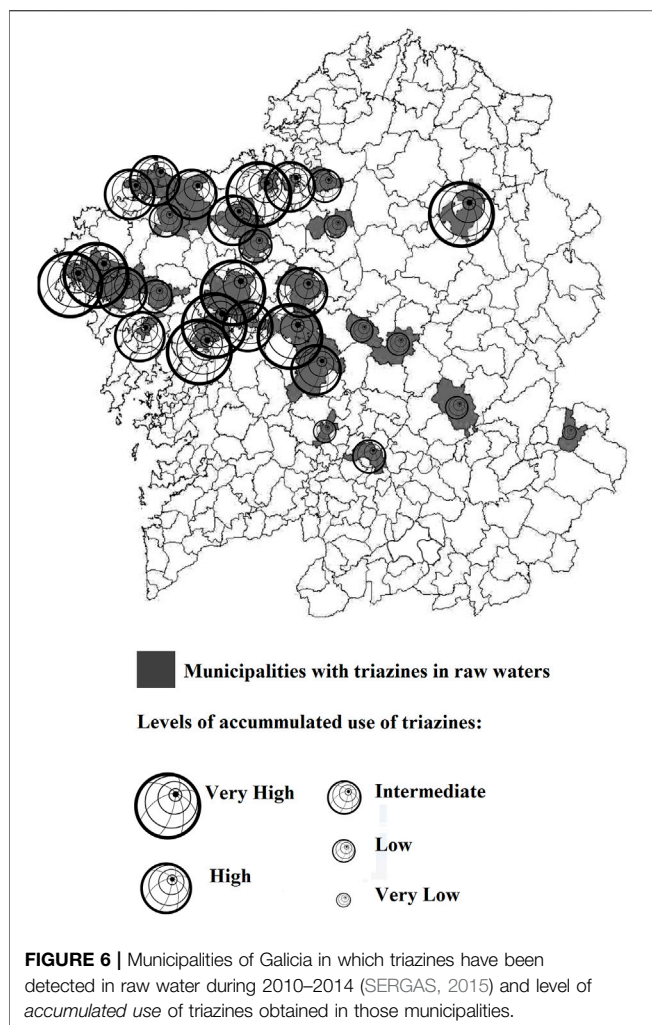 Municipalities with triazines in raw waters
Levels of accummulated use of triazines:
Very High
Intermediate
Low
High
Very Low
FIGURE 6 | Municipalities of Galicia in which triazines have been
detected in raw water during 2010–2014 (SERGAS, 2015) and level of
accumulated use of triazines obtained in those municipalities.